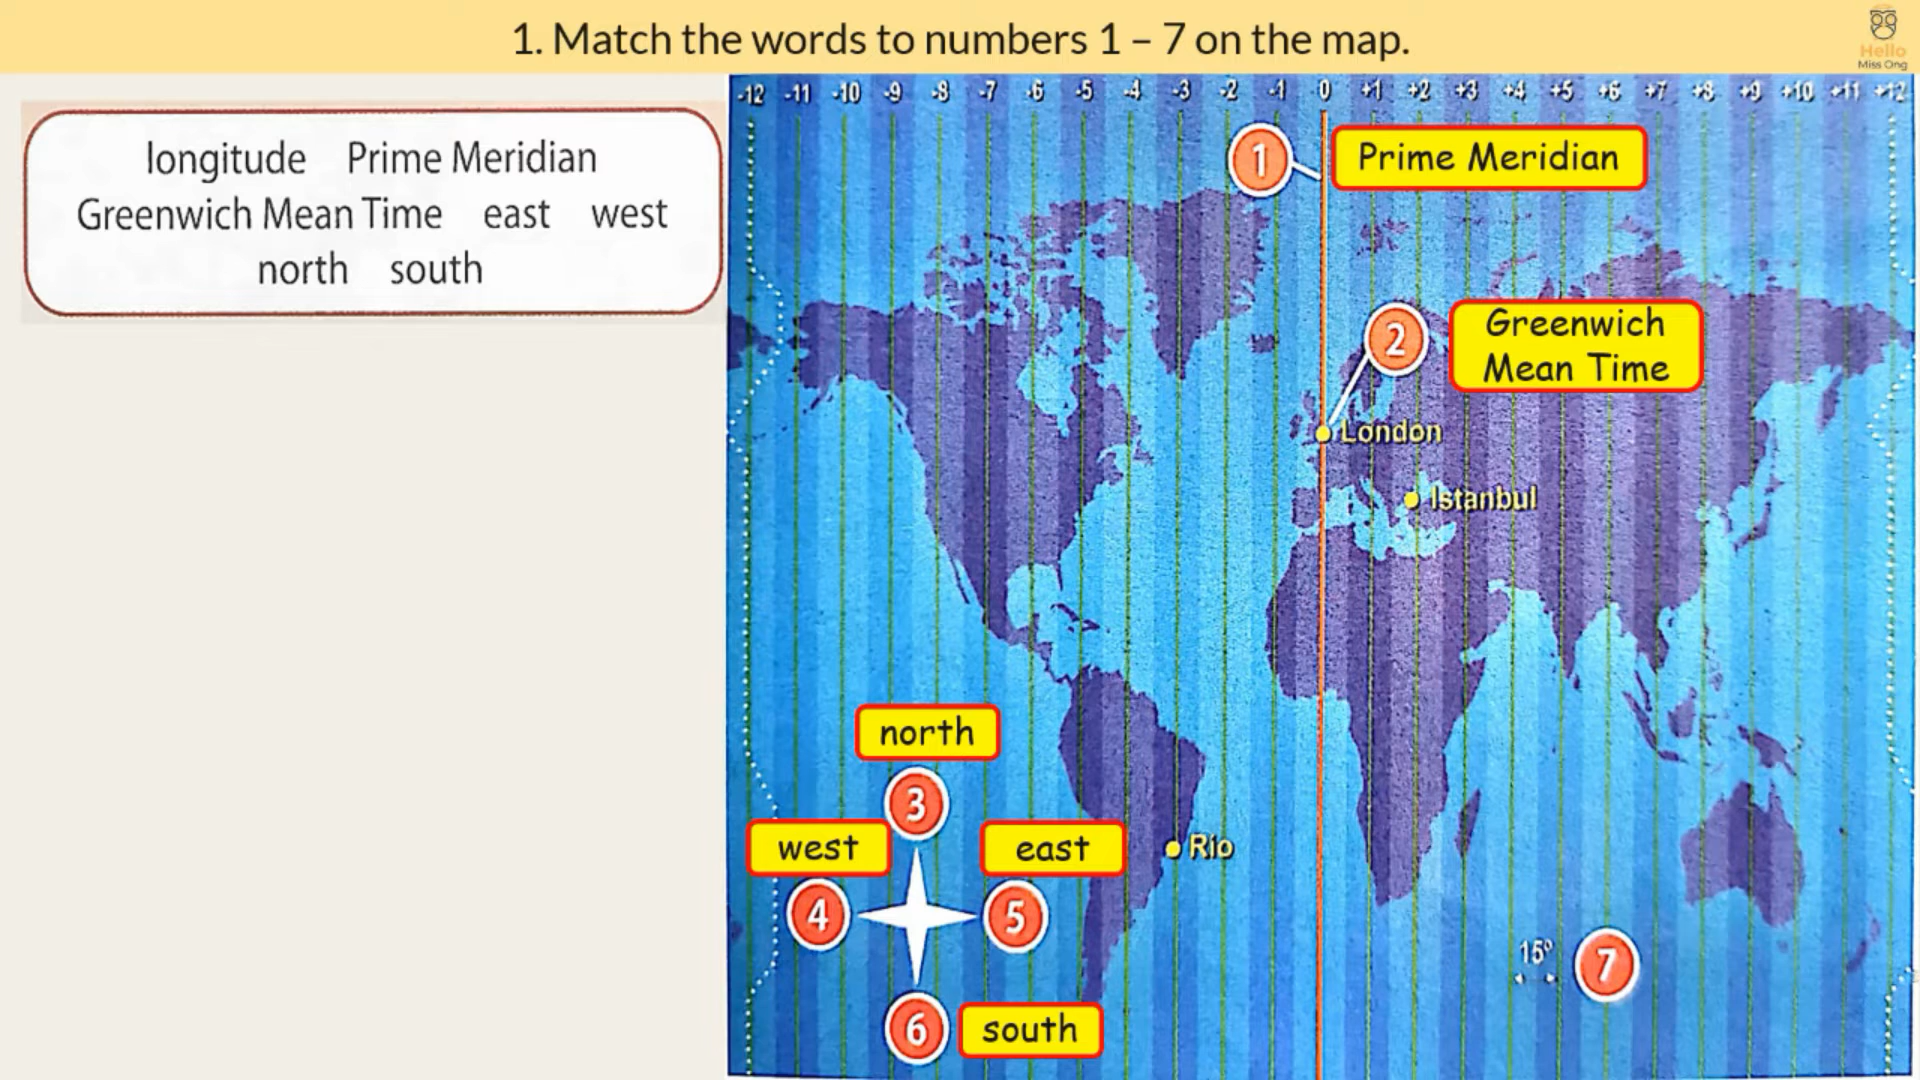 1. Match the words to numbers 1 – 7 on the map.
Hello
Miss Ong
longitude Prime Meridian
Greenwich Mean Time east west
north south
-12 -11 -10 -9 -8 -7 -6 -5 -4 -3 -2 -1 0 +1 +2 +3 +4 +5 +6 +7 +8 +9 +10 +11 +12
1 Prime Meridian
2 Greenwich
Mean Time
London
Istanbul
north
3
west east
Rio
4 5
15°
7
6 south